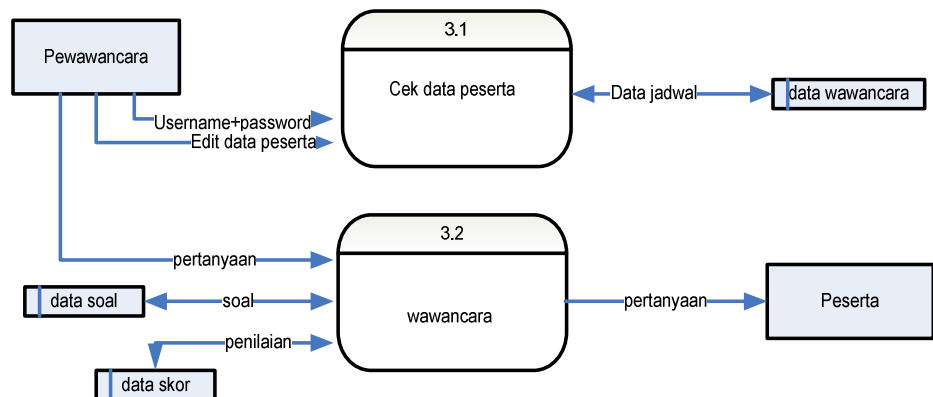 3.1
Pewawancara
Cek data peserta
Data jadwal
data wawancara
Username+password
Edit data peserta
3.2
pertanyaan
data soal
soal
pertanyaan
Peserta
wawancara
penilaian
data skor